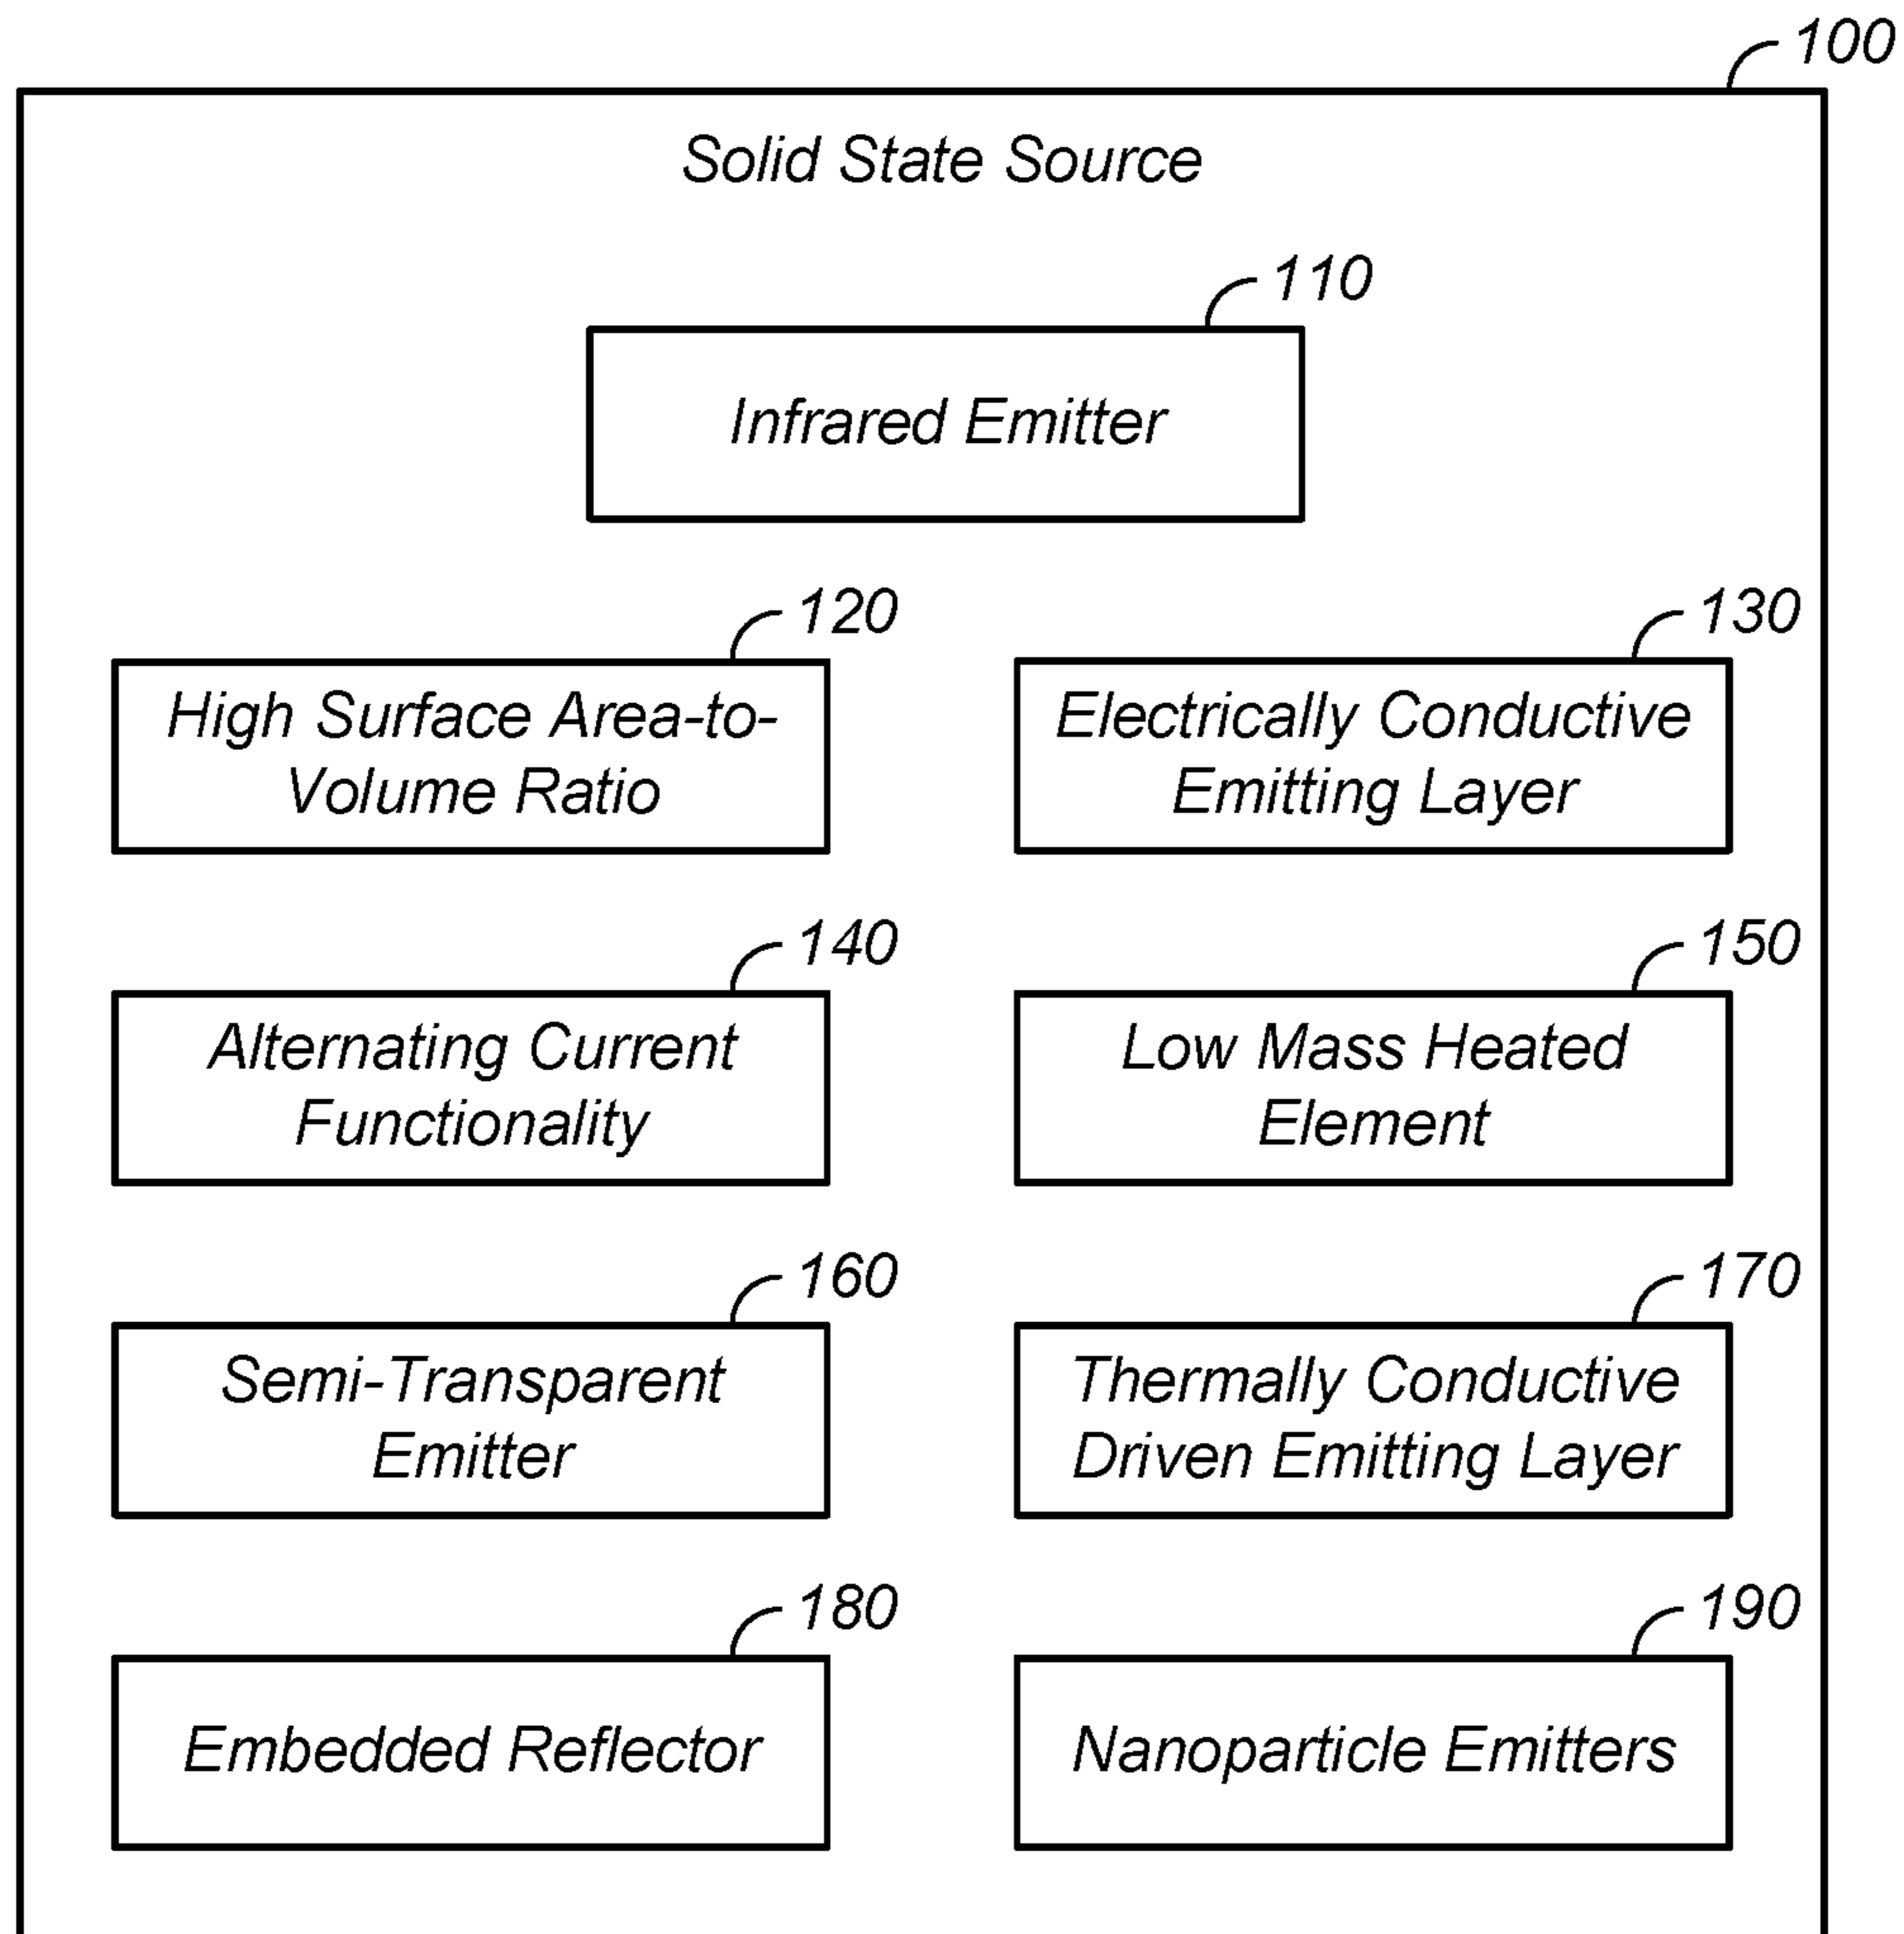 100
Solid State Source
110
Infrared Emitter
120
High Surface Area-to-
Volume Ratio
130
Electrically Conductive
Emitting Layer
140
Alternating Current
Functionality
150
Low Mass Heated
Element
160
Semi-Transparent
Emitter
170
Thermally Conductive
Driven Emitting Layer
180
Embedded Reflector
190
Nanoparticle Emitters